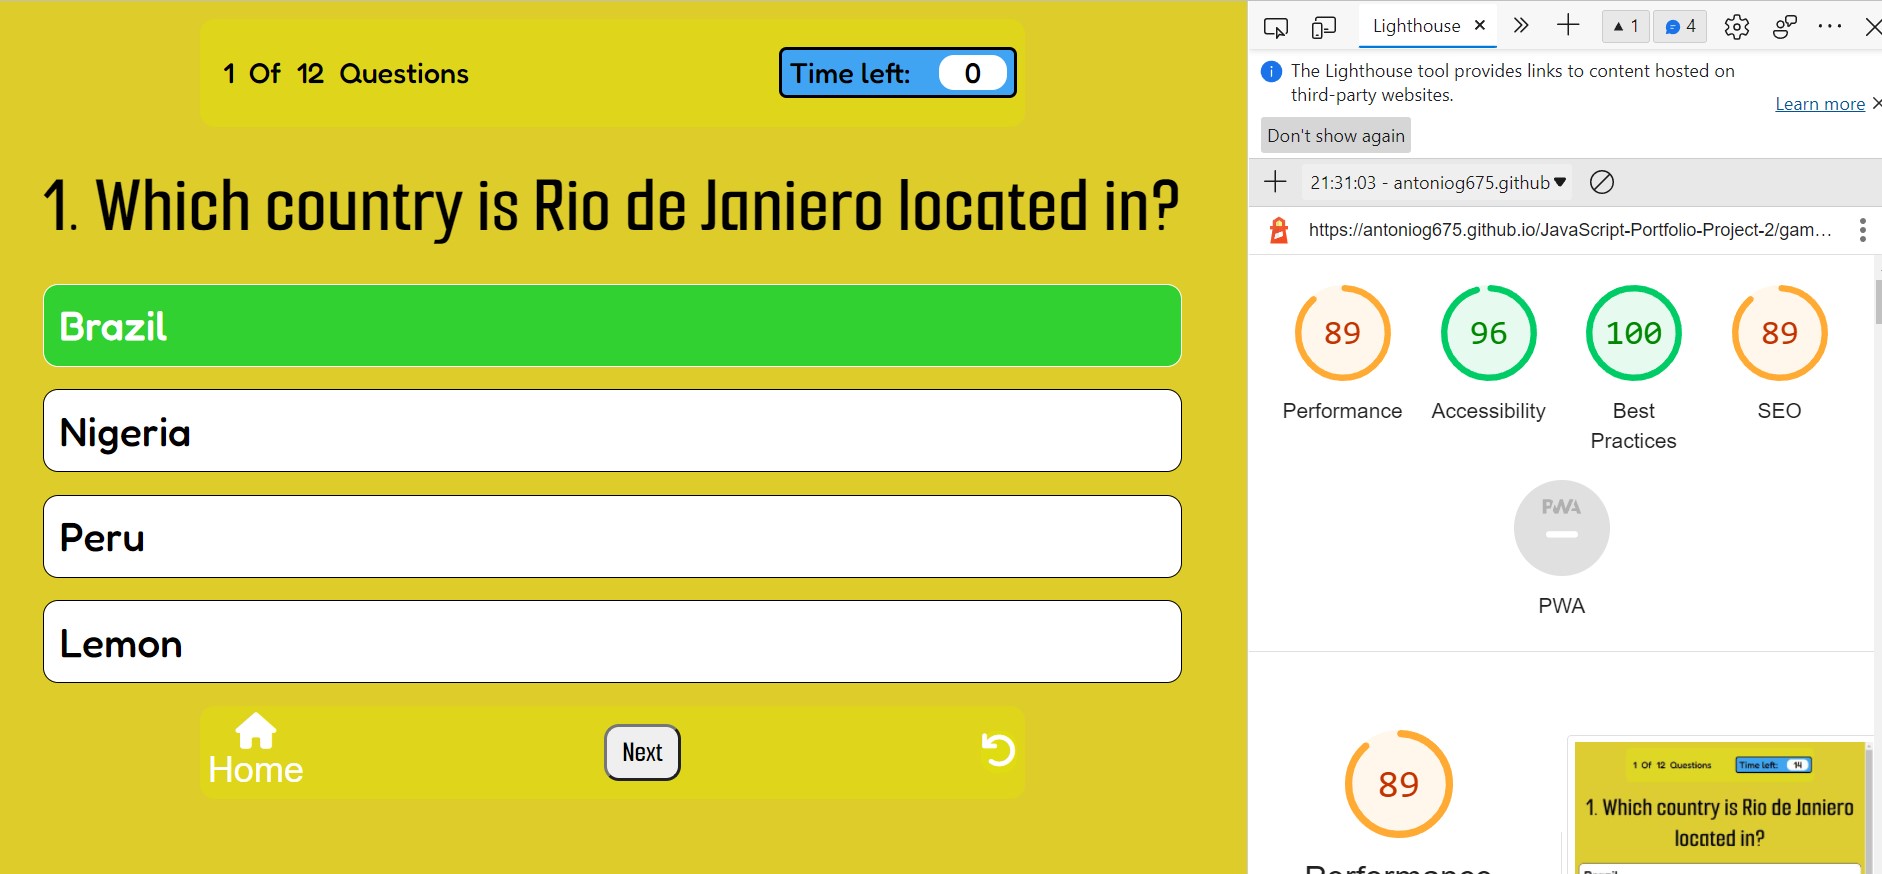 1 Of 12 Questions
Time left: 0
1. Which country is Rio de Janiero located in?
Brazil
Nigeria
Peru
Lemon
Home
Next
Lighthouse
1
4
The Lighthouse tool provides links to content hosted on
third-party websites.
Learn more
Don't show again
21:31:03 - antoniog675.github
https://antoniog675.github.io/JavaScript-Portfolio-Project-2/gam...
89
96
100
89
Performance
Accessibility
Best
Practices
SEO
PWA
PWA
89
Performance
1 Of 12 Questions
Time left: 14
1. Which country is Rio de Janiero
located in?